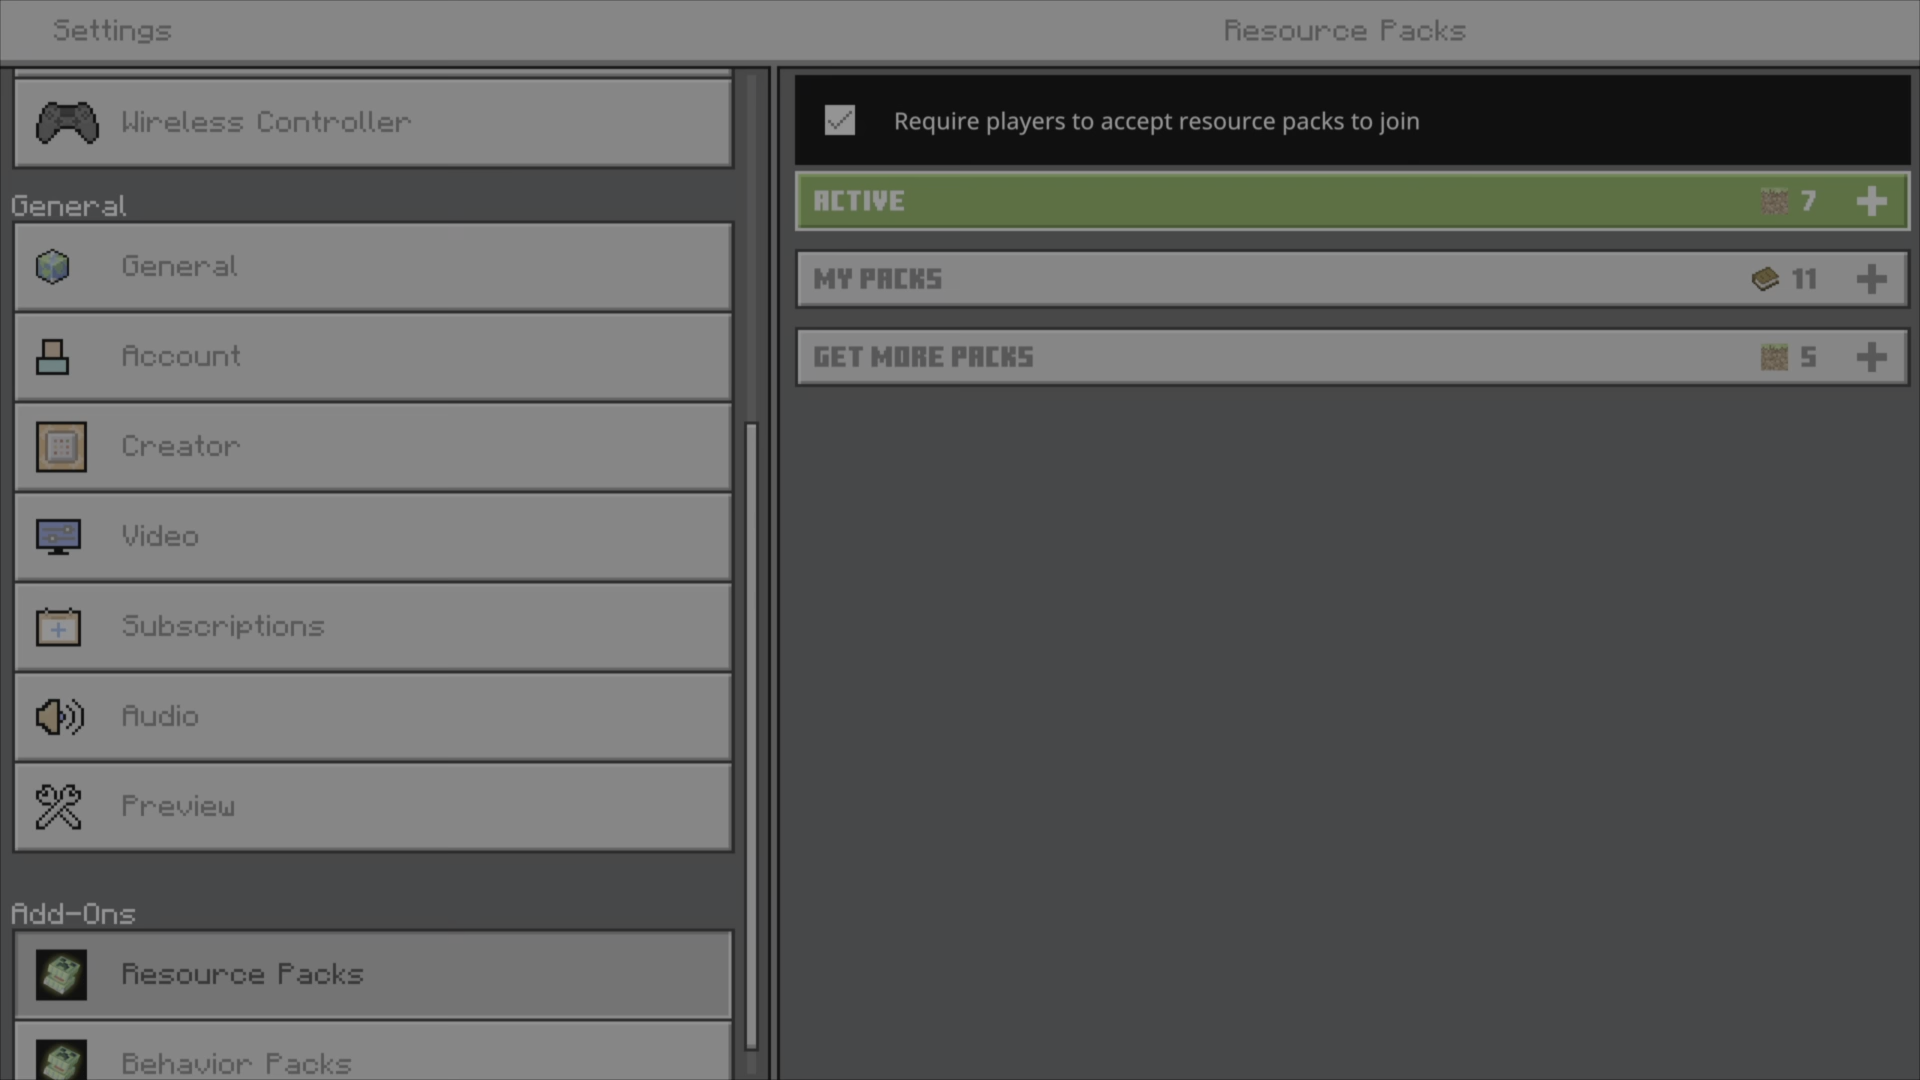 Settings
Resource Packs
Wireless Controller
General
General
Account
Creator
Video
Subscriptions
Audio
Preview
Add-Ons
Resource Packs
Behavior Packs
Require players to accept resource packs to join
ACTIVE 7
MY PACKS 11
GET MORE PACKS 5